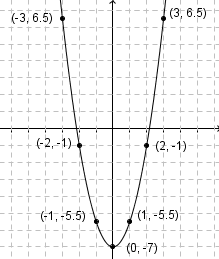 (-3, 6.5) (3, 6.5)
(-2, -1) (2, -1)
(-1, -5.5) (1, -5.5)
(0, -7)